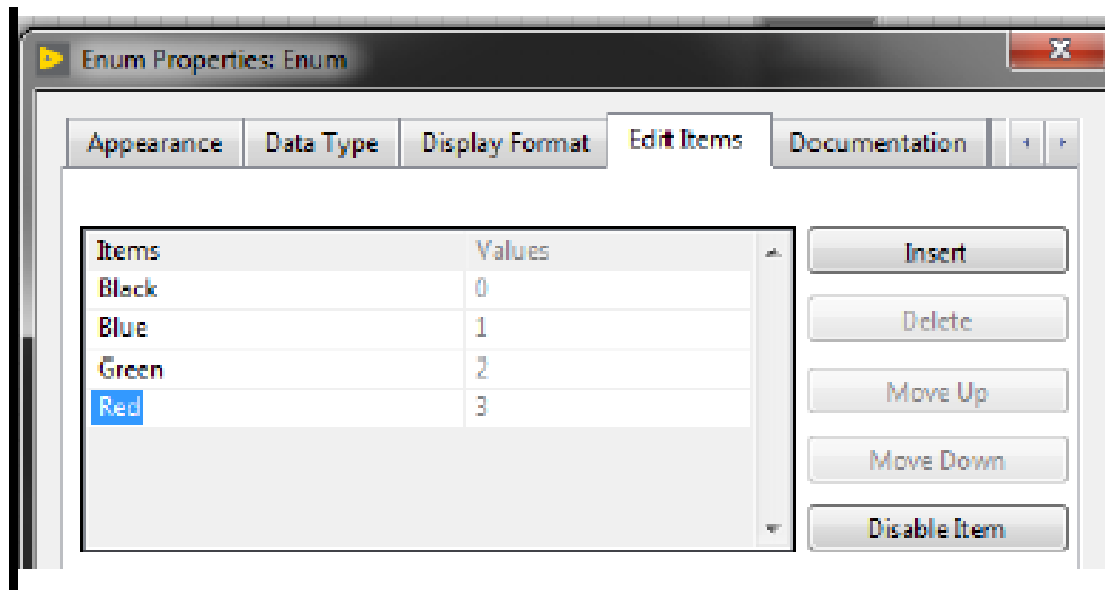 Enum Properties: Enum
Appearance Data Type Display Format Edit Items Documentation
Items Values Insert
Black 0
Blue 1 Delete
Green 2
Red 3 Move Up
Move Down
Disable Item